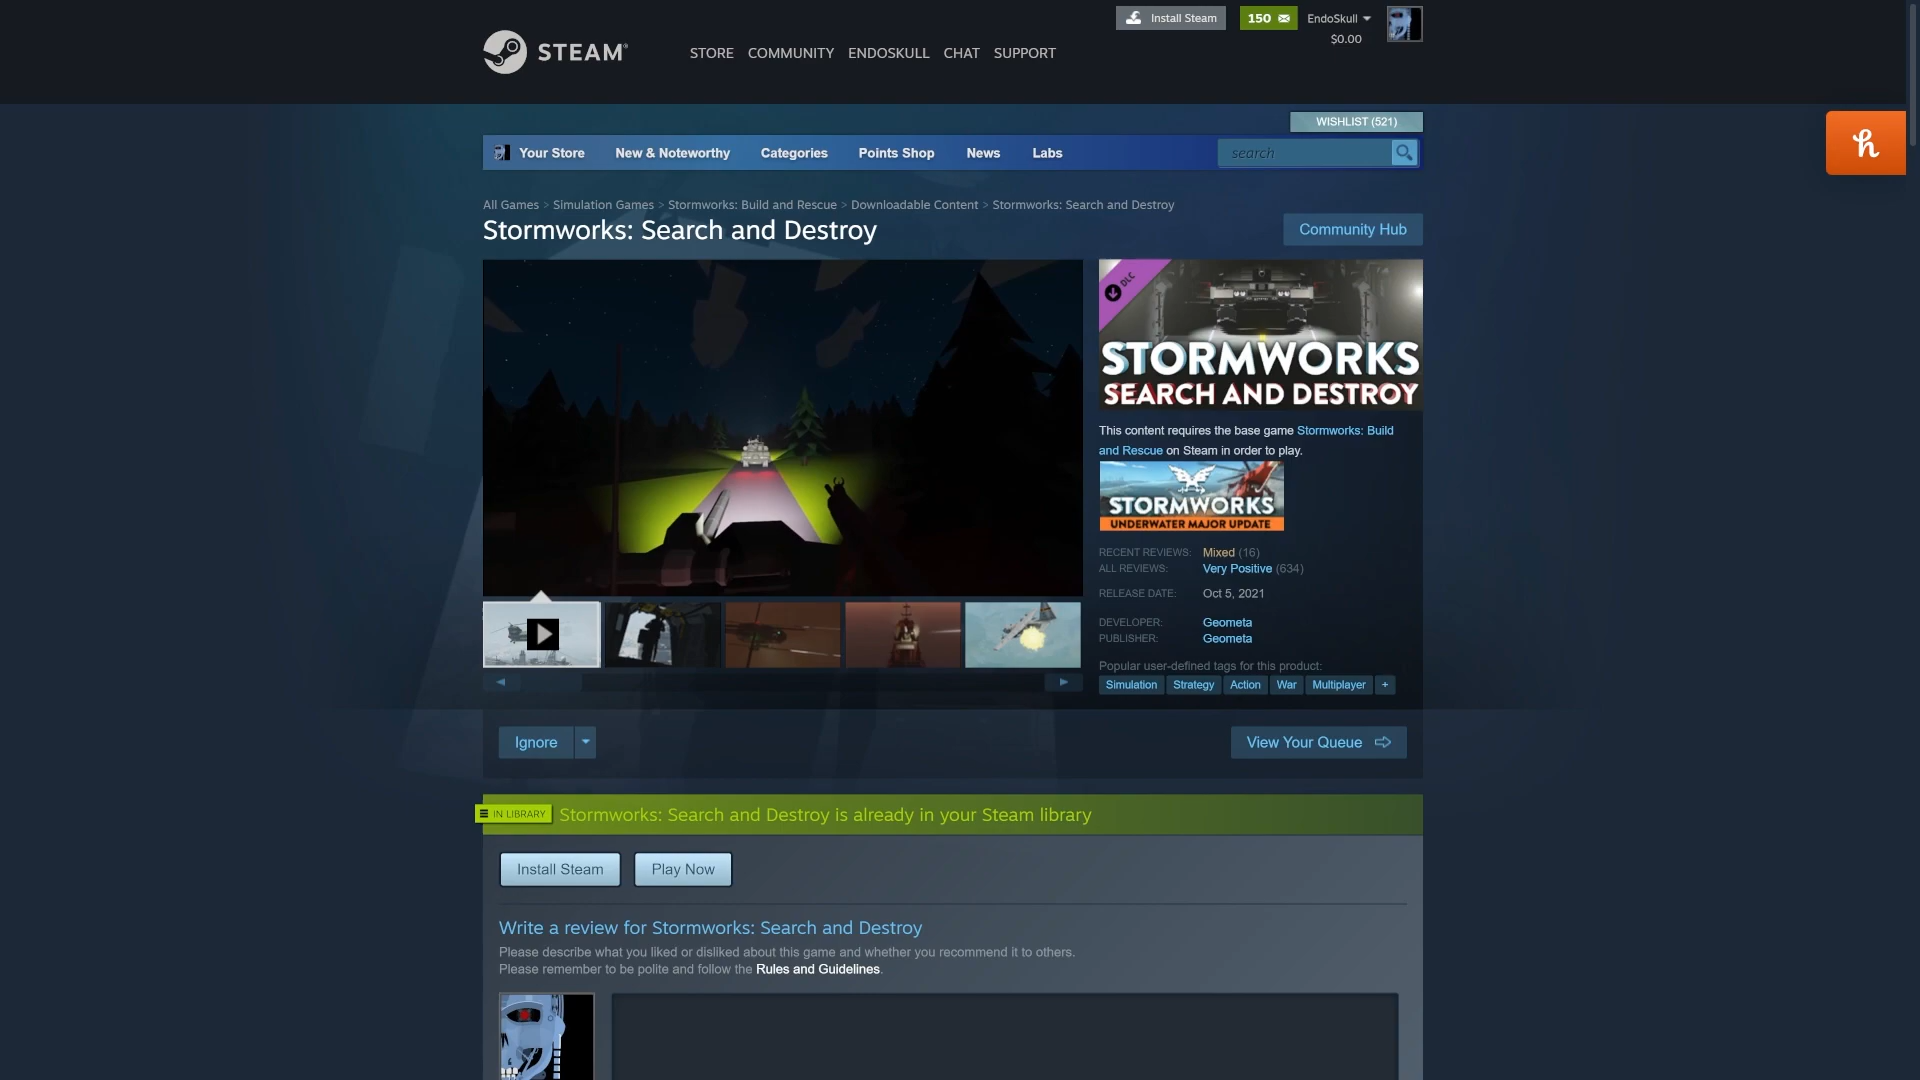 Install Steam
150
EndoSkull
$0.00
STEAM®
STORE
COMMUNITY
ENDOSKULL
CHAT
SUPPORT
WISHLIST (521)
Your Store
New & Noteworthy
Categories
Points Shop
News
Labs
search
All Games > Simulation Games > Stormworks: Build and Rescue > Downloadable Content > Stormworks: Search and Destroy
Stormworks: Search and Destroy
Community Hub
DLC
STORMWORKS
SEARCH AND DESTROY
This content requires the base game Stormworks: Build
and Rescue on Steam in order to play.
STORMWORKS
UNDERWATER MAJOR UPDATE
RECENT REVIEWS: Mixed (16)
ALL REVIEWS: Very Positive (634)
RELEASE DATE: Oct 5, 2021
DEVELOPER: Geometa
PUBLISHER: Geometa
Popular user-defined tags for this product:
Simulation
Strategy
Action
War
Multiplayer
+
Ignore
View Your Queue
IN LIBRARY
Stormworks: Search and Destroy is already in your Steam library
Install Steam
Play Now
Write a review for Stormworks: Search and Destroy
Please describe what you liked or disliked about this game and whether you recommend it to others.
Please remember to be polite and follow the Rules and Guidelines.